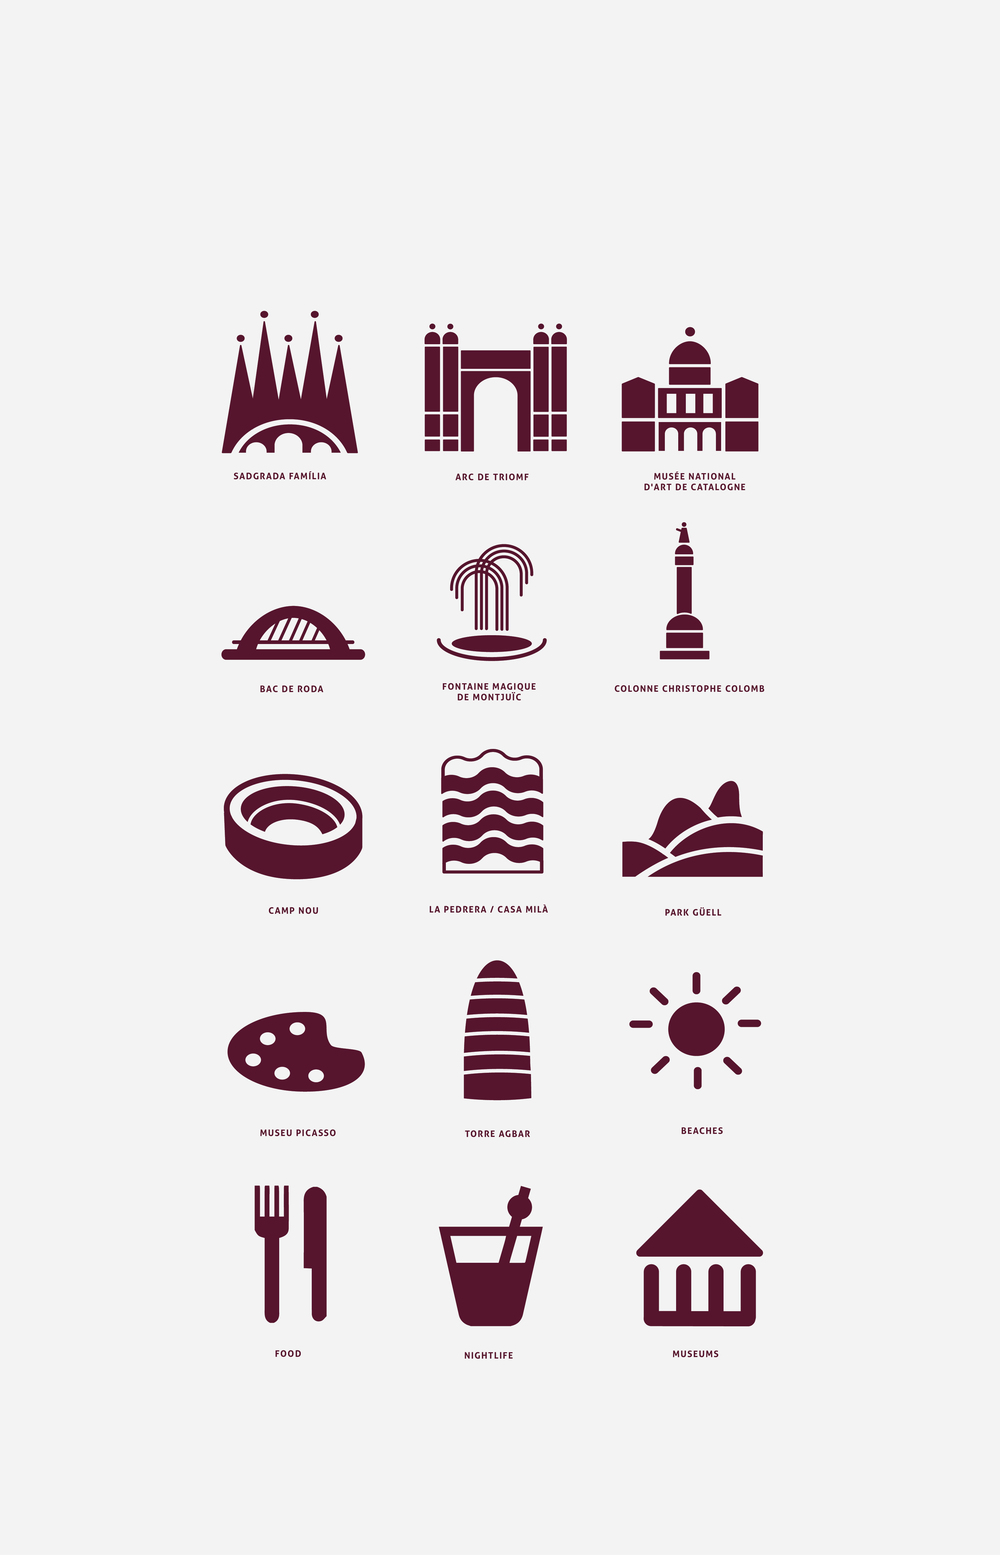 SADGRADA FAMÍLIA
ARC DE TRIOMF
MUSÉE NATIONAL
D'ART DE CATALOGNE
BAC DE RODA
FONTAINE MAGIQUE
DE MONTJUÏC
COLONNE CHRISTOPHE COLOMB
CAMP NOU
LA PEDRERA / CASA MILÀ
PARK GÜELL
MUSEU PICASSO
TORRE AGBAR
BEACHES
FOOD
NIGHTLIFE
MUSEUMS